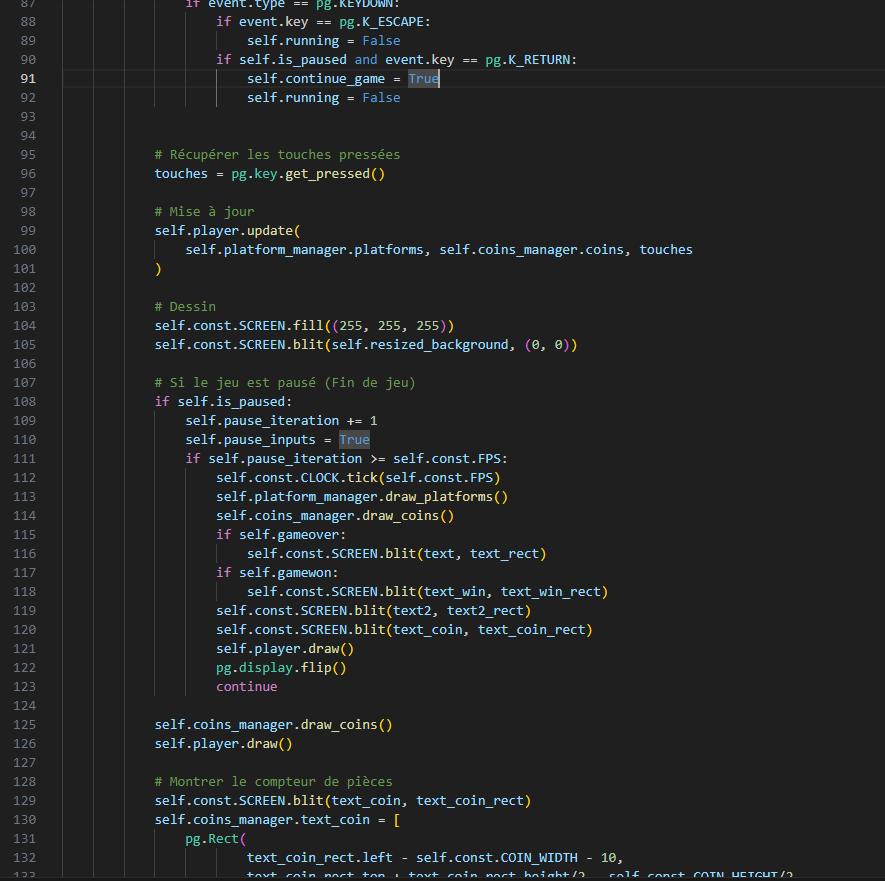 87 if event.type == pg.KEYDOWN:
88 if event.key == pg.K_ESCAPE:
89 self.running = False
90 if self.is_paused and event.key == pg.K_RETURN:
91 self.continue_game = True
92 self.running = False
93
94
95 # Récupérer les touches pressées
96 touches = pg.key.get_pressed()
97
98 # Mise à jour
99 self.player.update(
100 self.platform_manager.platforms, self.coins_manager.coins, touches
101 )
102
103 # Dessin
104 self.const.SCREEN.fill((255, 255, 255))
105 self.const.SCREEN.blit(self.resized_background, (0, 0))
106
107 # Si le jeu est pausé (Fin de jeu)
108 if self.is_paused:
109 self.pause_iteration += 1
110 self.pause_inputs = True
111 if self.pause_iteration >= self.const.FPS:
112 self.const.CLOCK.tick(self.const.FPS)
113 self.platform_manager.draw_platforms()
114 self.coins_manager.draw_coins()
115 if self.gameover:
116 self.const.SCREEN.blit(text, text_rect)
117 if self.gamewon:
118 self.const.SCREEN.blit(text_win, text_win_rect)
119 self.const.SCREEN.blit(text2, text2_rect)
120 self.const.SCREEN.blit(text_coin, text_coin_rect)
121 self.player.draw()
122 pg.display.flip()
123 continue
124
125 self.coins_manager.draw_coins()
126 self.player.draw()
127
128 # Montrer le compteur de pièces
129 self.const.SCREEN.blit(text_coin, text_coin_rect)
130 self.coins_manager.text_coin = [
131 pg.Rect(
132 text_coin_rect.left - self.const.COIN_WIDTH - 10,
133 text_coin_rect.top + text_coin_rect.height/2 - self.const.COIN_HEIGHT/2